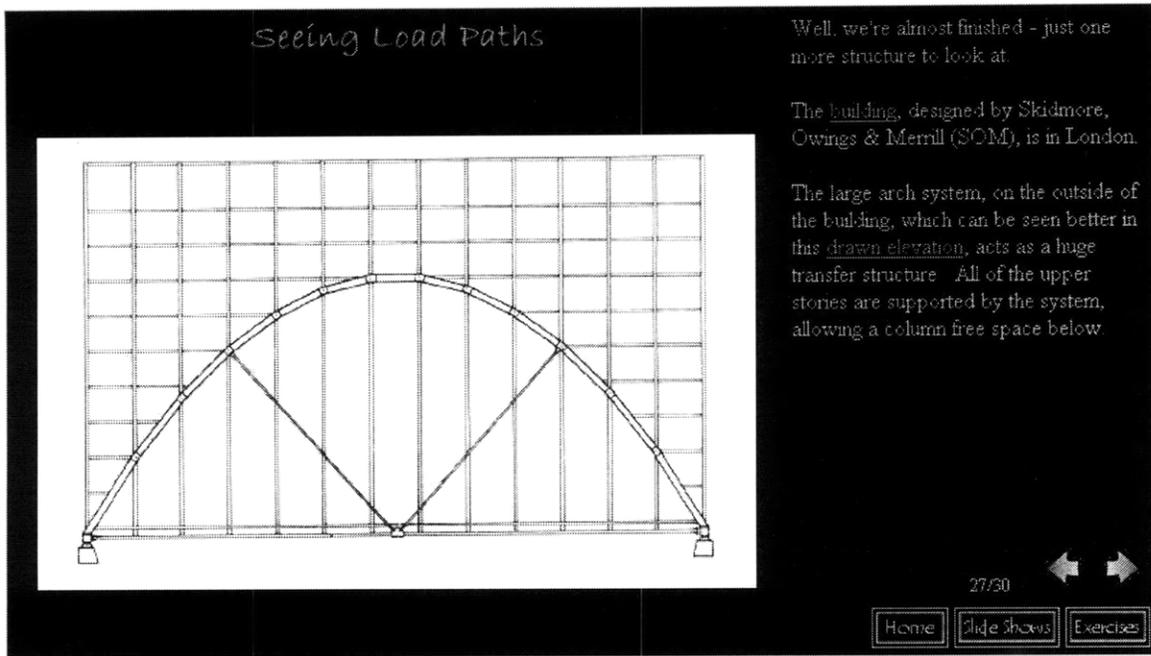 Seeing Load Paths
Well, we're almost finished - just one
more structure to look at.
The building, designed by Skidmore,
Owings & Merrill (SOM), is in London.
The large arch system, on the outside of
the building, which can be seen better in
this drawn elevation, acts as a huge
transfer structure All of the upper
stories are supported by the system,
allowing a column free space below.
27/30
Home Slide Shows Exercises